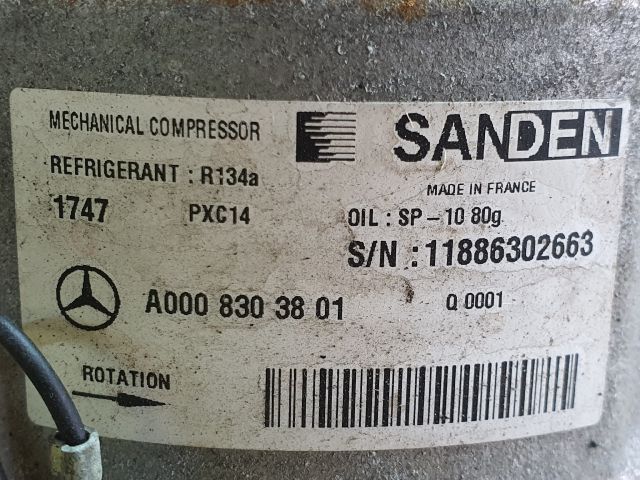 MECHANICAL COMPRESSOR
SANDEN
REFRIGERANT : R134a
MADE IN FRANCE
1747 PXC14
OIL : SP-10 80g
S/N : 11886302663
A000 830 38 01
Q 0001
ROTATION